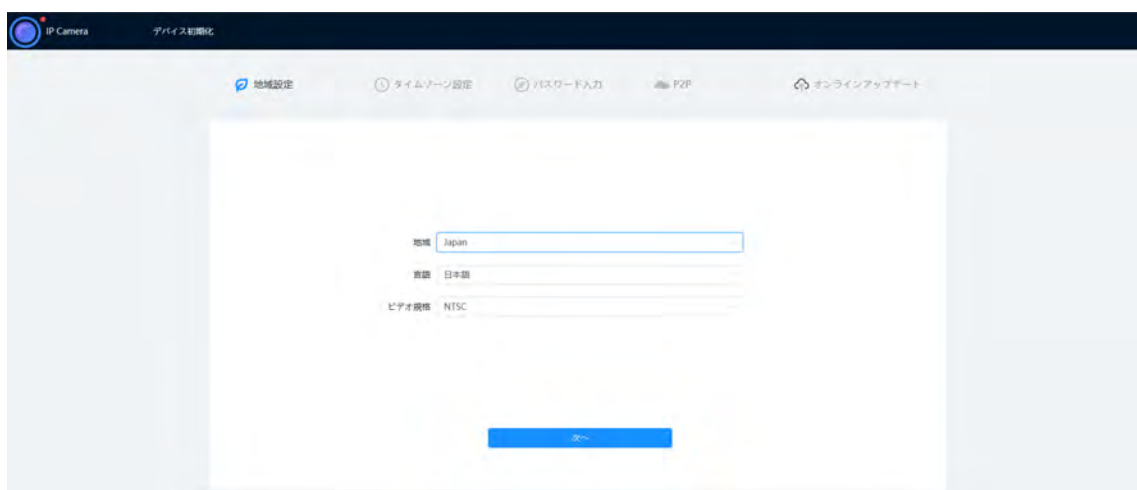 IP Camera デバイス初期化
地域設定 タイムゾーン設定 パスワード入力 P2P オンラインアップデート
地域 Japan
言語 日本語
ビデオ規格 NTSC
次へ